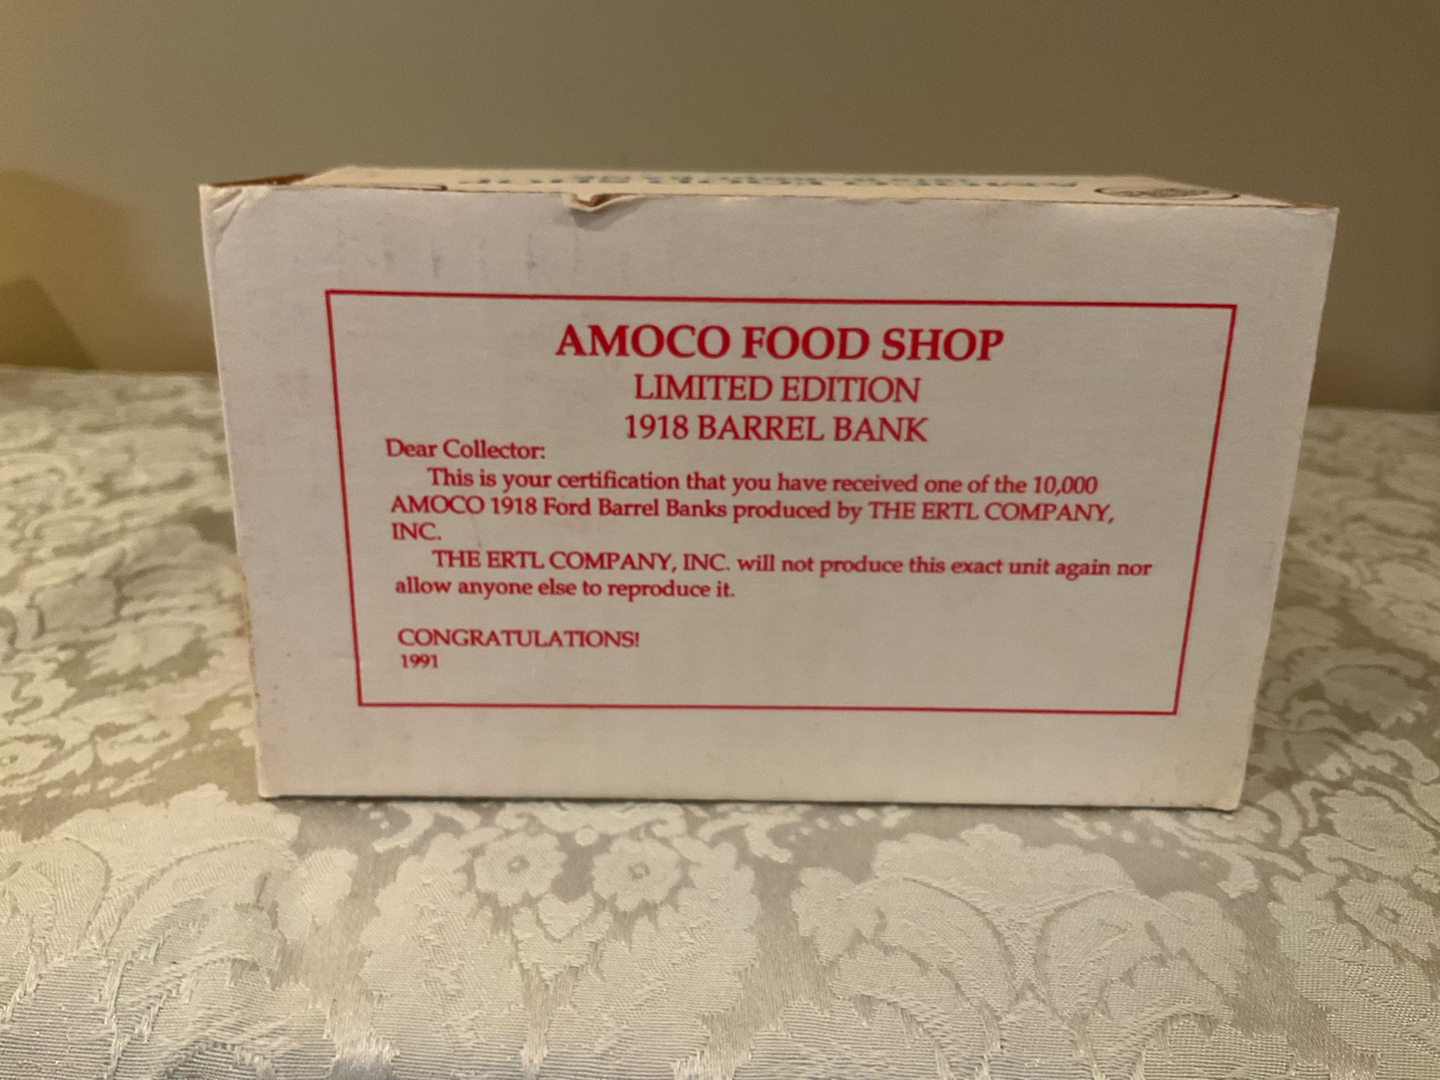 AMOCO FOOD SHOP
LIMITED EDITION
1918 BARREL BANK
Dear Collector:
This is your certification that you have received one of the 10,000
AMOCO 1918 Ford Barrel Banks produced by THE ERTL COMPANY,
INC.
THE ERTL COMPANY, INC. will not produce this exact unit again nor
allow anyone else to reproduce it.
CONGRATULATIONS!
1991